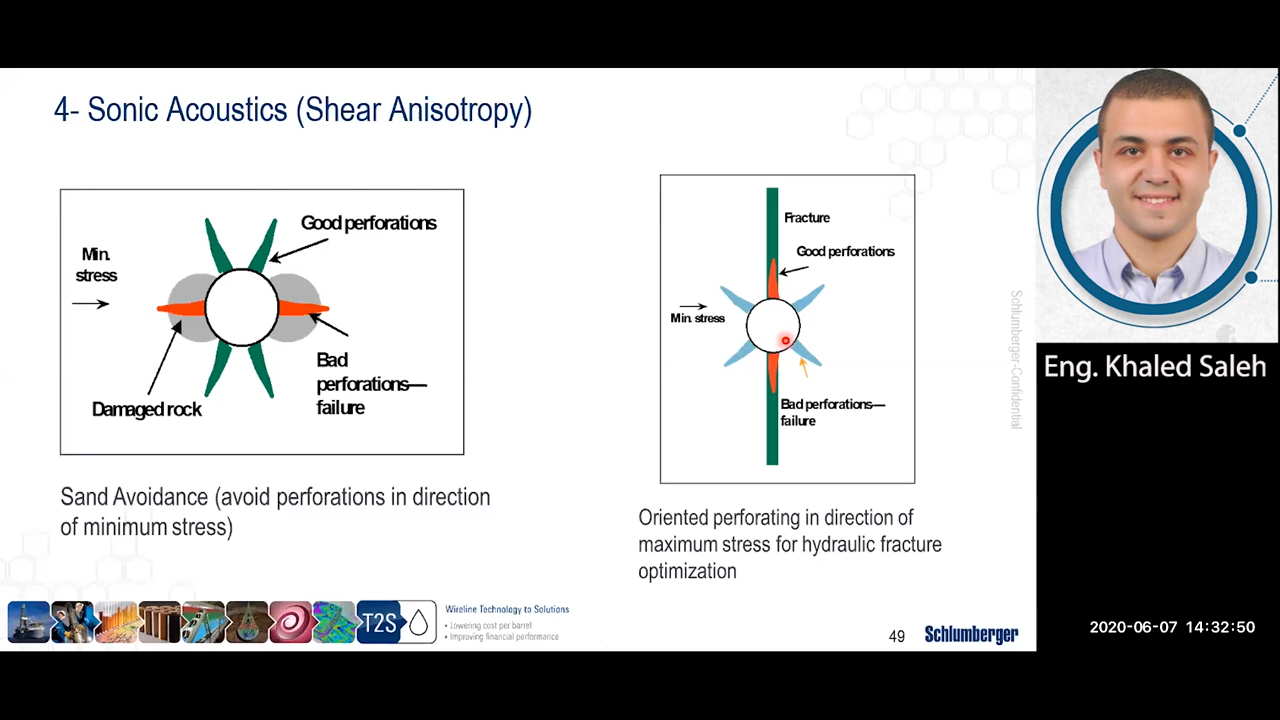 4- Sonic Acoustics (Shear Anisotropy)
Good perforations
Min.
stress
Bad
perforations—
failure
Damaged rock
Sand Avoidance (avoid perforations in direction
of minimum stress)
Fracture
Good perforations
Min. stress
Bad perforations—
failure
Oriented perforating in direction of
maximum stress for hydraulic fracture
optimization
Schlumberger-Confidential
T2S
Wireline Technology to Solutions
• Lowering cost per barrel
• Improving financial performance
49
Schlumberger
Eng. Khaled Saleh
2020-06-07 14:32:50